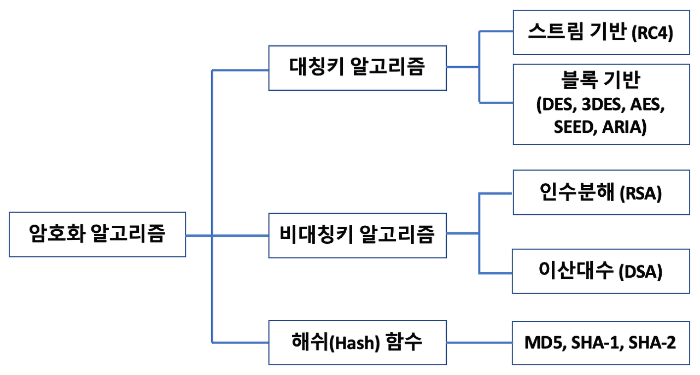 암호화 알고리즘
대칭키 알고리즘
스트림 기반 (RC4)
블록 기반
(DES, 3DES, AES,
SEED, ARIA)
비대칭키 알고리즘
인수분해 (RSA)
이산대수 (DSA)
해쉬(Hash) 함수
MD5, SHA-1, SHA-2